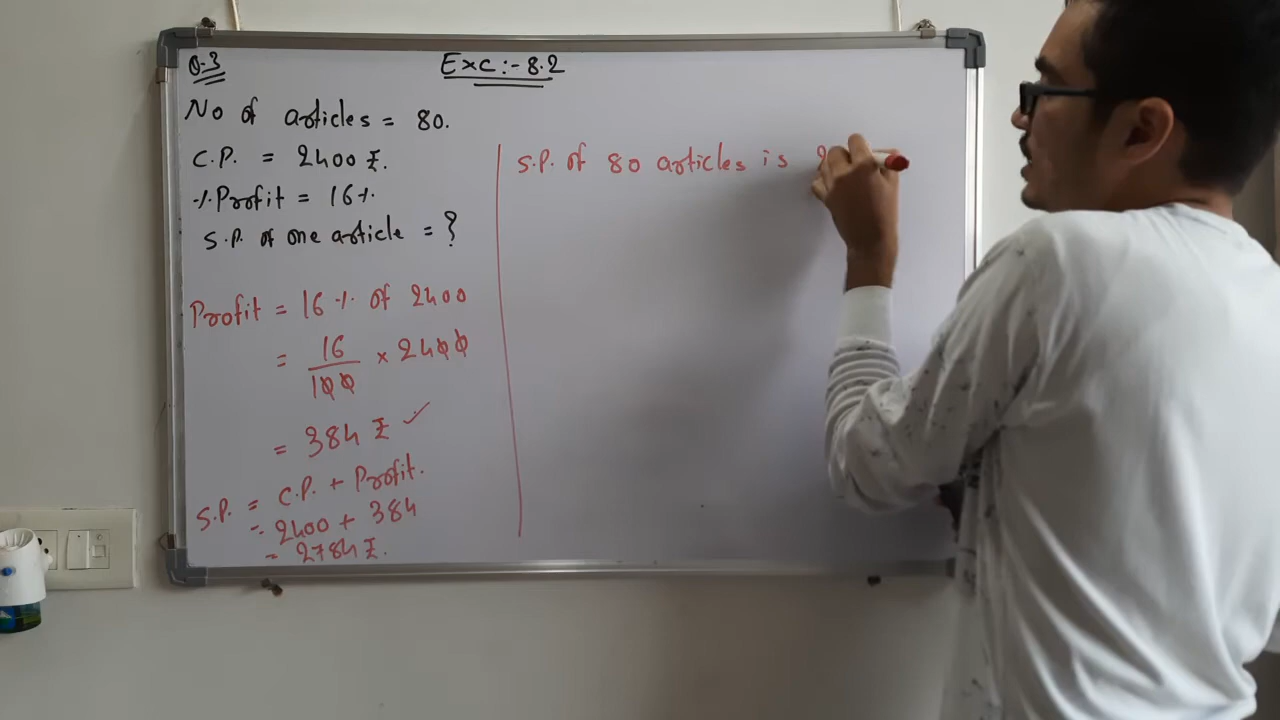 Q.3
Exc:- 8.2
No of articles = 80.
C.P. = 2400 ₹.
% Profit = 16%.
S.P. of one article = ?
Profit = 16% of 2400
= 16/100 × 2400
= 384 ₹ ✓
S.P. = C.P. + Profit.
= 2400 + 384
= 2784 ₹.
S.P. of 80 articles is